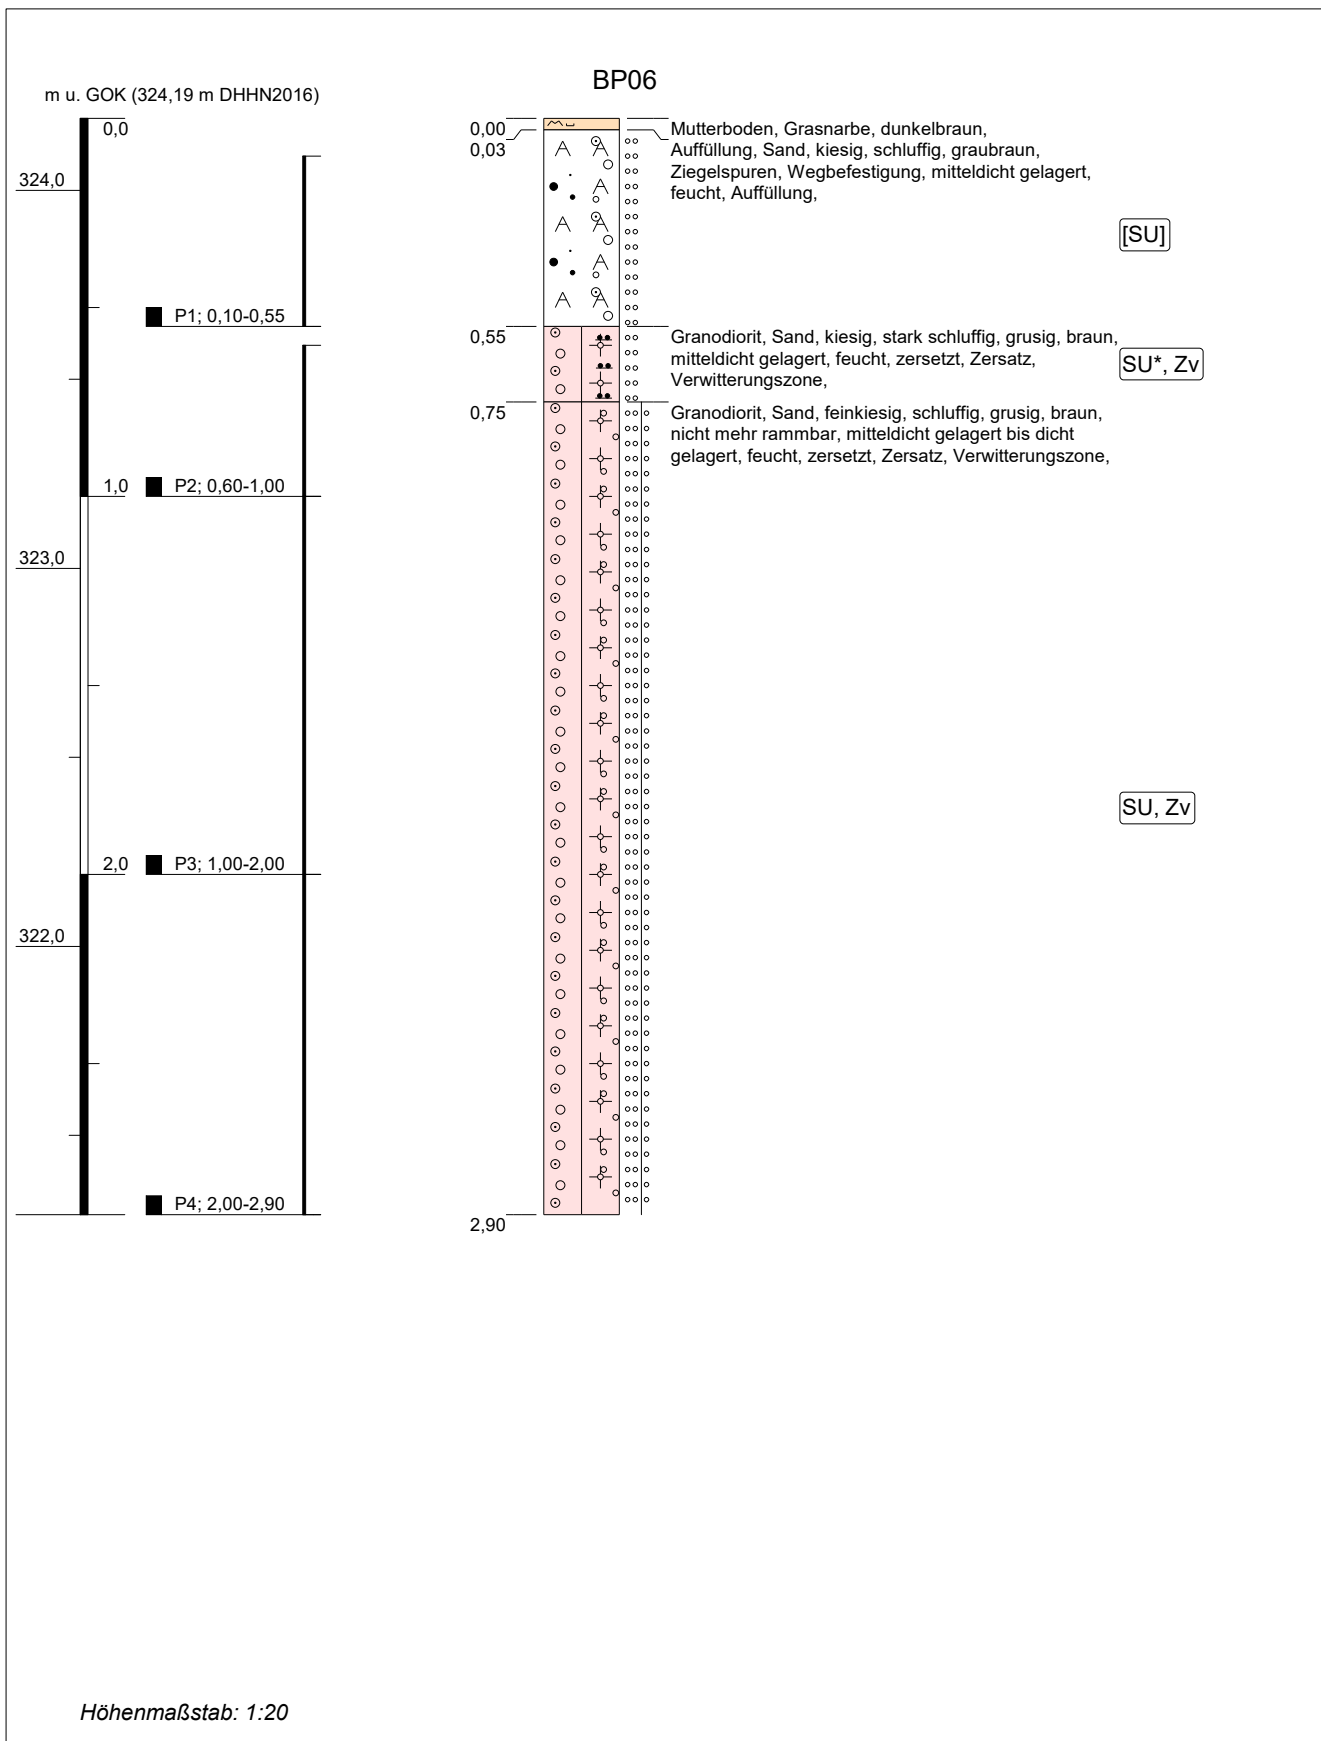 BP06
m u. GOK (324,19 m DHHN2016)
0,0
324,0
P1; 0,10-0,55
1,0
P2; 0,60-1,00
323,0
2,0
P3; 1,00-2,00
322,0
P4; 2,00-2,90
0,00
0,03
0,55
0,75
2,90
Mutterboden, Grasnarbe, dunkelbraun,
Auffüllung, Sand, kiesig, schluffig, graubraun,
Ziegelspuren, Wegbefestigung, mitteldicht gelagert,
feucht, Auffüllung,
[SU]
Granodiorit, Sand, kiesig, stark schluffig, grusig, braun,
mitteldicht gelagert, feucht, zersetzt, Zersatz,
Verwitterungszone,
SU*, Zv
Granodiorit, Sand, feinkiesig, schluffig, grusig, braun,
nicht mehr rammbar, mitteldicht gelagert bis dicht
gelagert, feucht, zersetzt, Zersatz, Verwitterungszone,
SU, Zv
Höhenmaßstab: 1:20